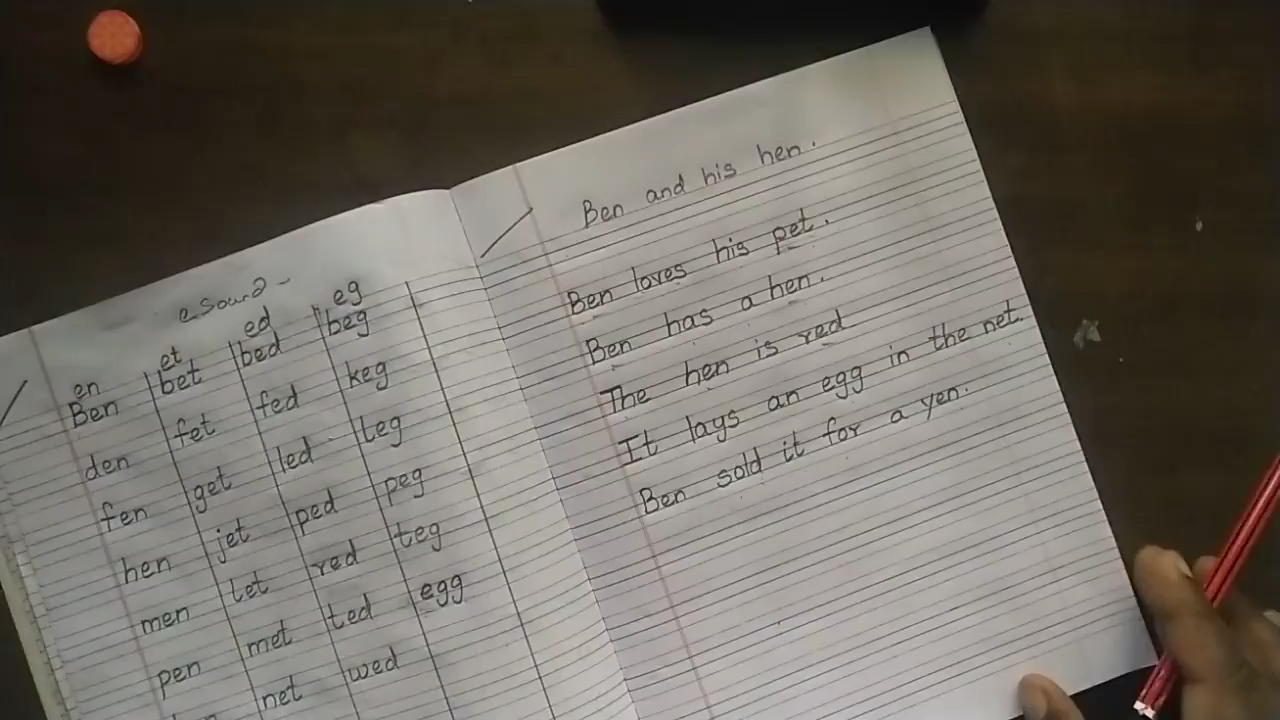 e sound -
en et ed eg
Ben bet bed beg
den fet fed keg
fen get led leg
hen jet ped peg
men let red teg
pen met ted egg
net wed
Ben and his hen.
Ben loves his pet.
Ben has a hen.
The hen is red
It lays an egg in the net.
Ben sold it for a yen.